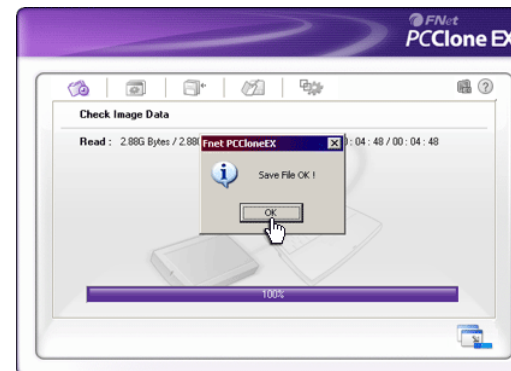 FNet
PCClone EX
Check Image Data
Read : 2.88G Bytes / 2.88
: 04 : 48 / 00 : 04 : 48
Fnet PCCloneEX
Save File OK !
OK
100%